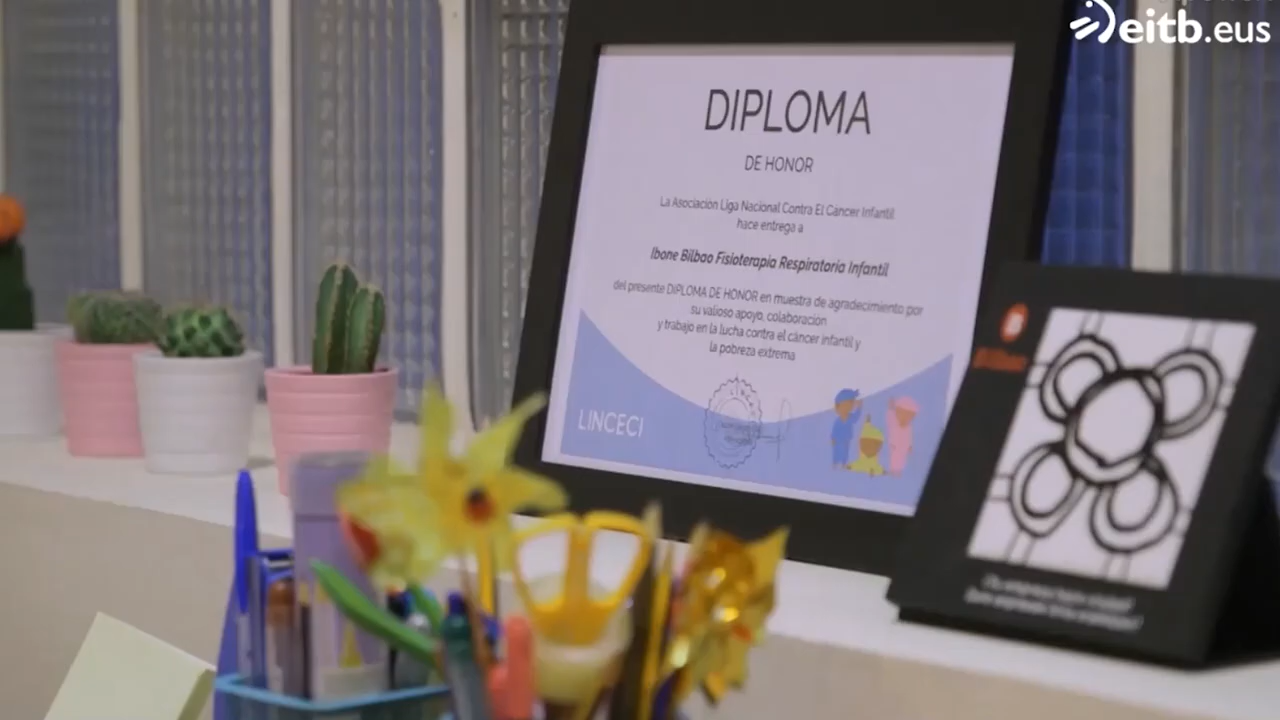 eitb.eus
DIPLOMA
DE HONOR
La Asociación Liga Nacional Contra El Cáncer Infantil
hace entrega a
Ibone Bilbao Fisioterapia Respiratoria Infantil
del presente DIPLOMA DE HONOR en muestra de agradecimiento por
su valioso apoyo, colaboración
y trabajo en la lucha contra el cáncer infantil y
la pobreza extrema
LINCECI